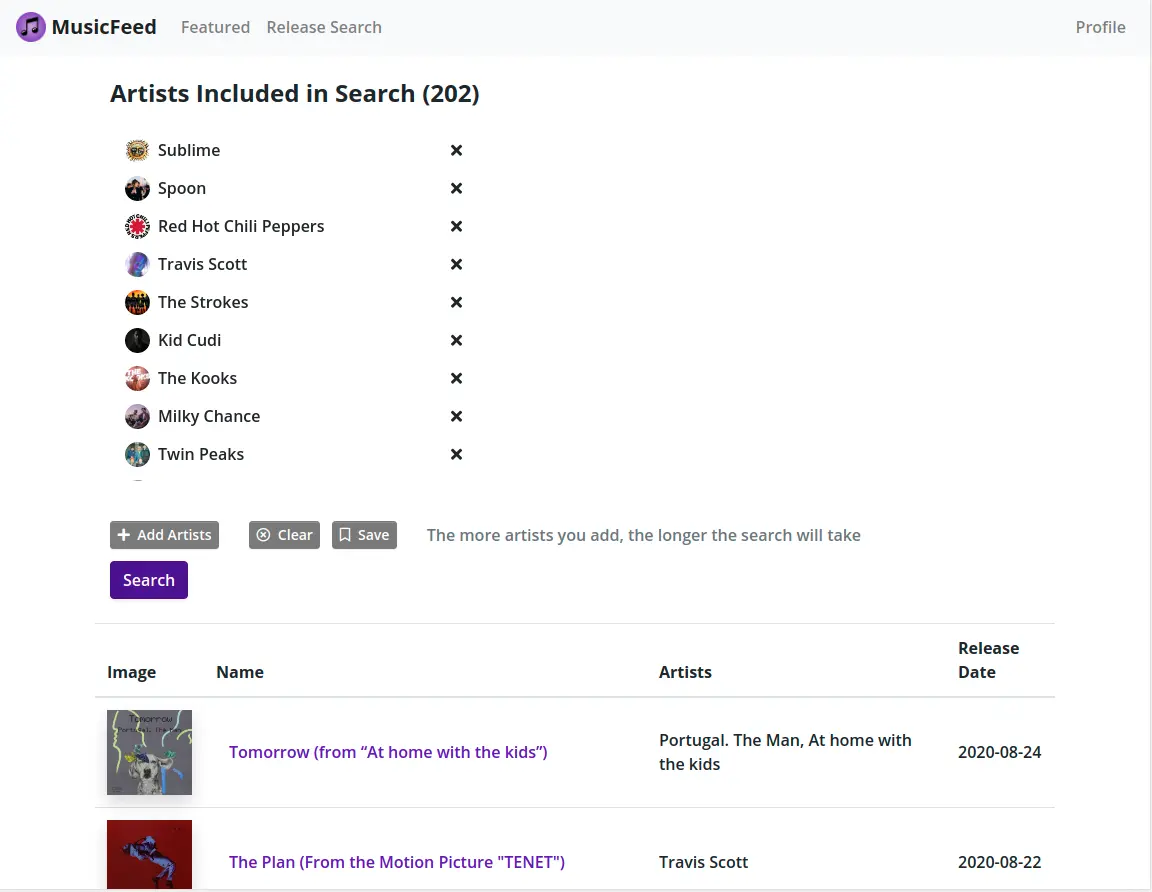 MusicFeed Featured Release Search Profile
Artists Included in Search (202)
Sublime
Spoon
Red Hot Chili Peppers
Travis Scott
The Strokes
Kid Cudi
The Kooks
Milky Chance
Twin Peaks
Add Artists Clear Save The more artists you add, the longer the search will take
Search
Image Name Artists Release Date
Tomorrow
Portugal. The Man
Tomorrow (from “At home with the kids”)
Portugal. The Man, At home with
the kids
2020-08-24
The Plan (From the Motion Picture "TENET")
Travis Scott
2020-08-22